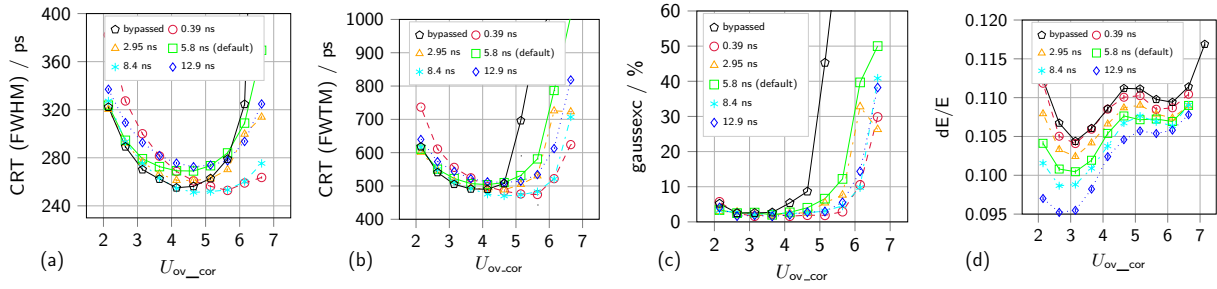 CRT (FWHM) / ps
360
320
280
240
2 3 4 5 6 7
U_ov__cor
(a)
bypassed 0.39 ns
2.95 ns 5.8 ns (default)
8.4 ns 12.9 ns
CRT (FWTM) / ps
1000
900
800
700
600
500
400
2 3 4 5 6 7
U_ov-cor
(b)
bypassed 0.39 ns
2.95 ns 5.8 ns (default)
8.4 ns 12.9 ns
gaussexc / %
60
50
40
30
20
10
0
2 3 4 5 6 7
U_ov_cor
(c)
bypassed
0.39 ns
2.95
5.8 ns (default)
8.4 ns
12.9 ns
dE/E
0.120
0.115
0.110
0.105
0.100
0.095
2 3 4 5 6 7
U_ov_cor
(d)
bypassed 0.39 ns
2.95 ns 5.8 ns (default)
8.4 ns 12.9 ns